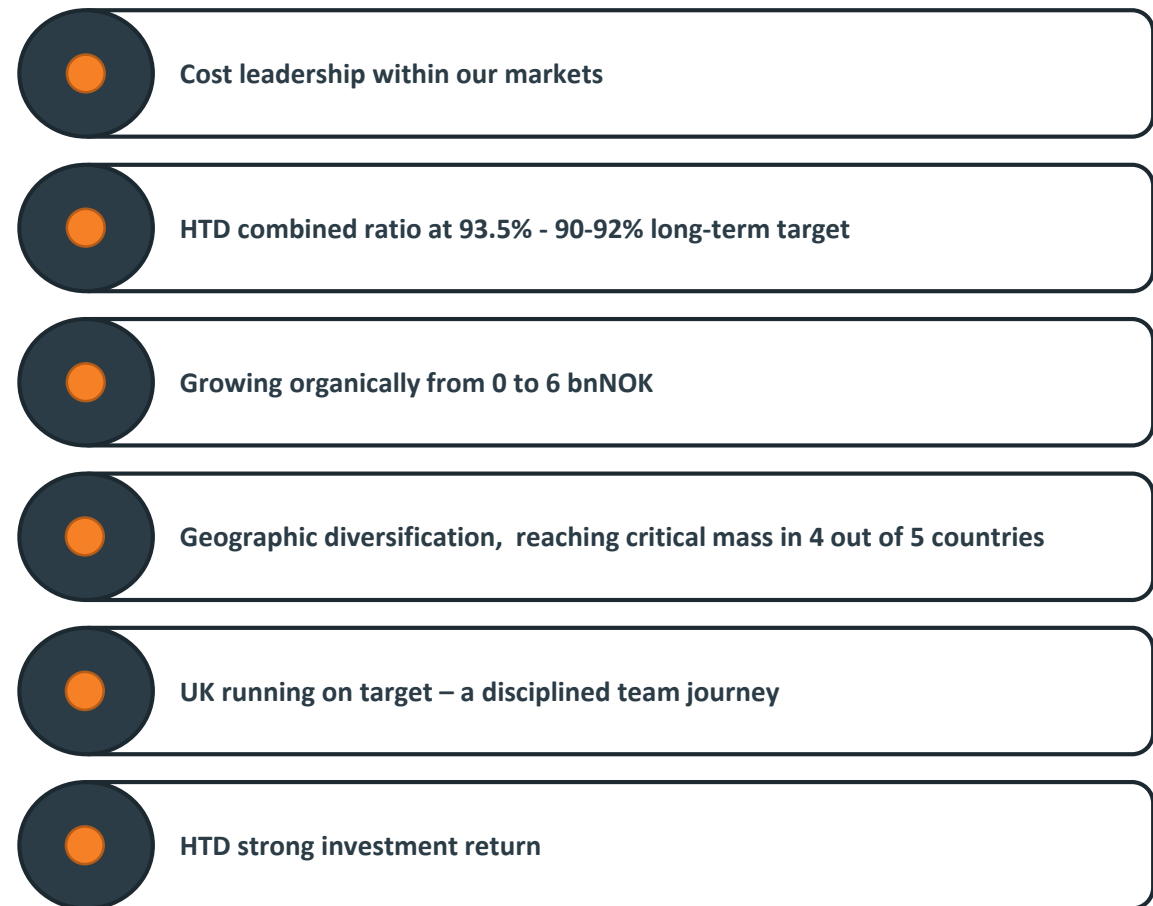 Cost leadership within our markets
HTD combined ratio at 93.5% - 90-92% long-term target
Growing organically from 0 to 6 bnNOK
Geographic diversification,  reaching critical mass in 4 out of 5 countries
UK running on target – a disciplined team journey
HTD strong investment return